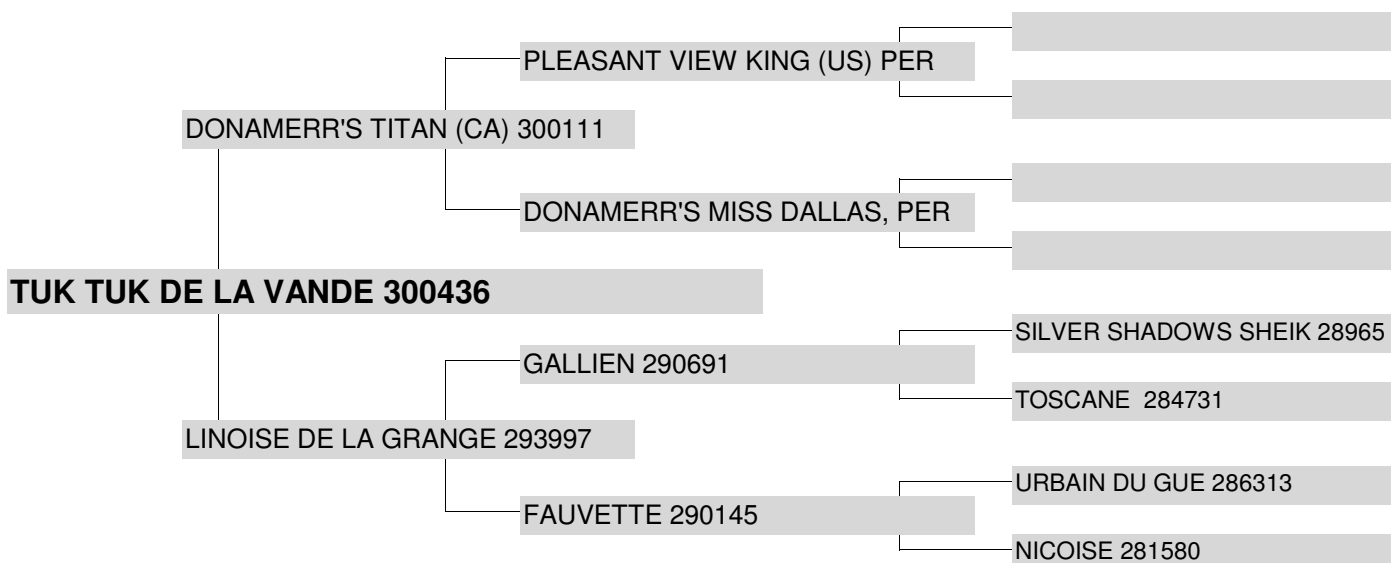 PLEASANT VIEW KING (US) PER
DONAMERR'S TITAN (CA) 300111
DONAMERR'S MISS DALLAS, PER
TUK TUK DE LA VANDE 300436
SILVER SHADOWS SHEIK 28965
GALLIEN 290691
TOSCANE 284731
LINOISE DE LA GRANGE 293997
URBAIN DU GUE 286313
FAUVETTE 290145
NICOISE 281580